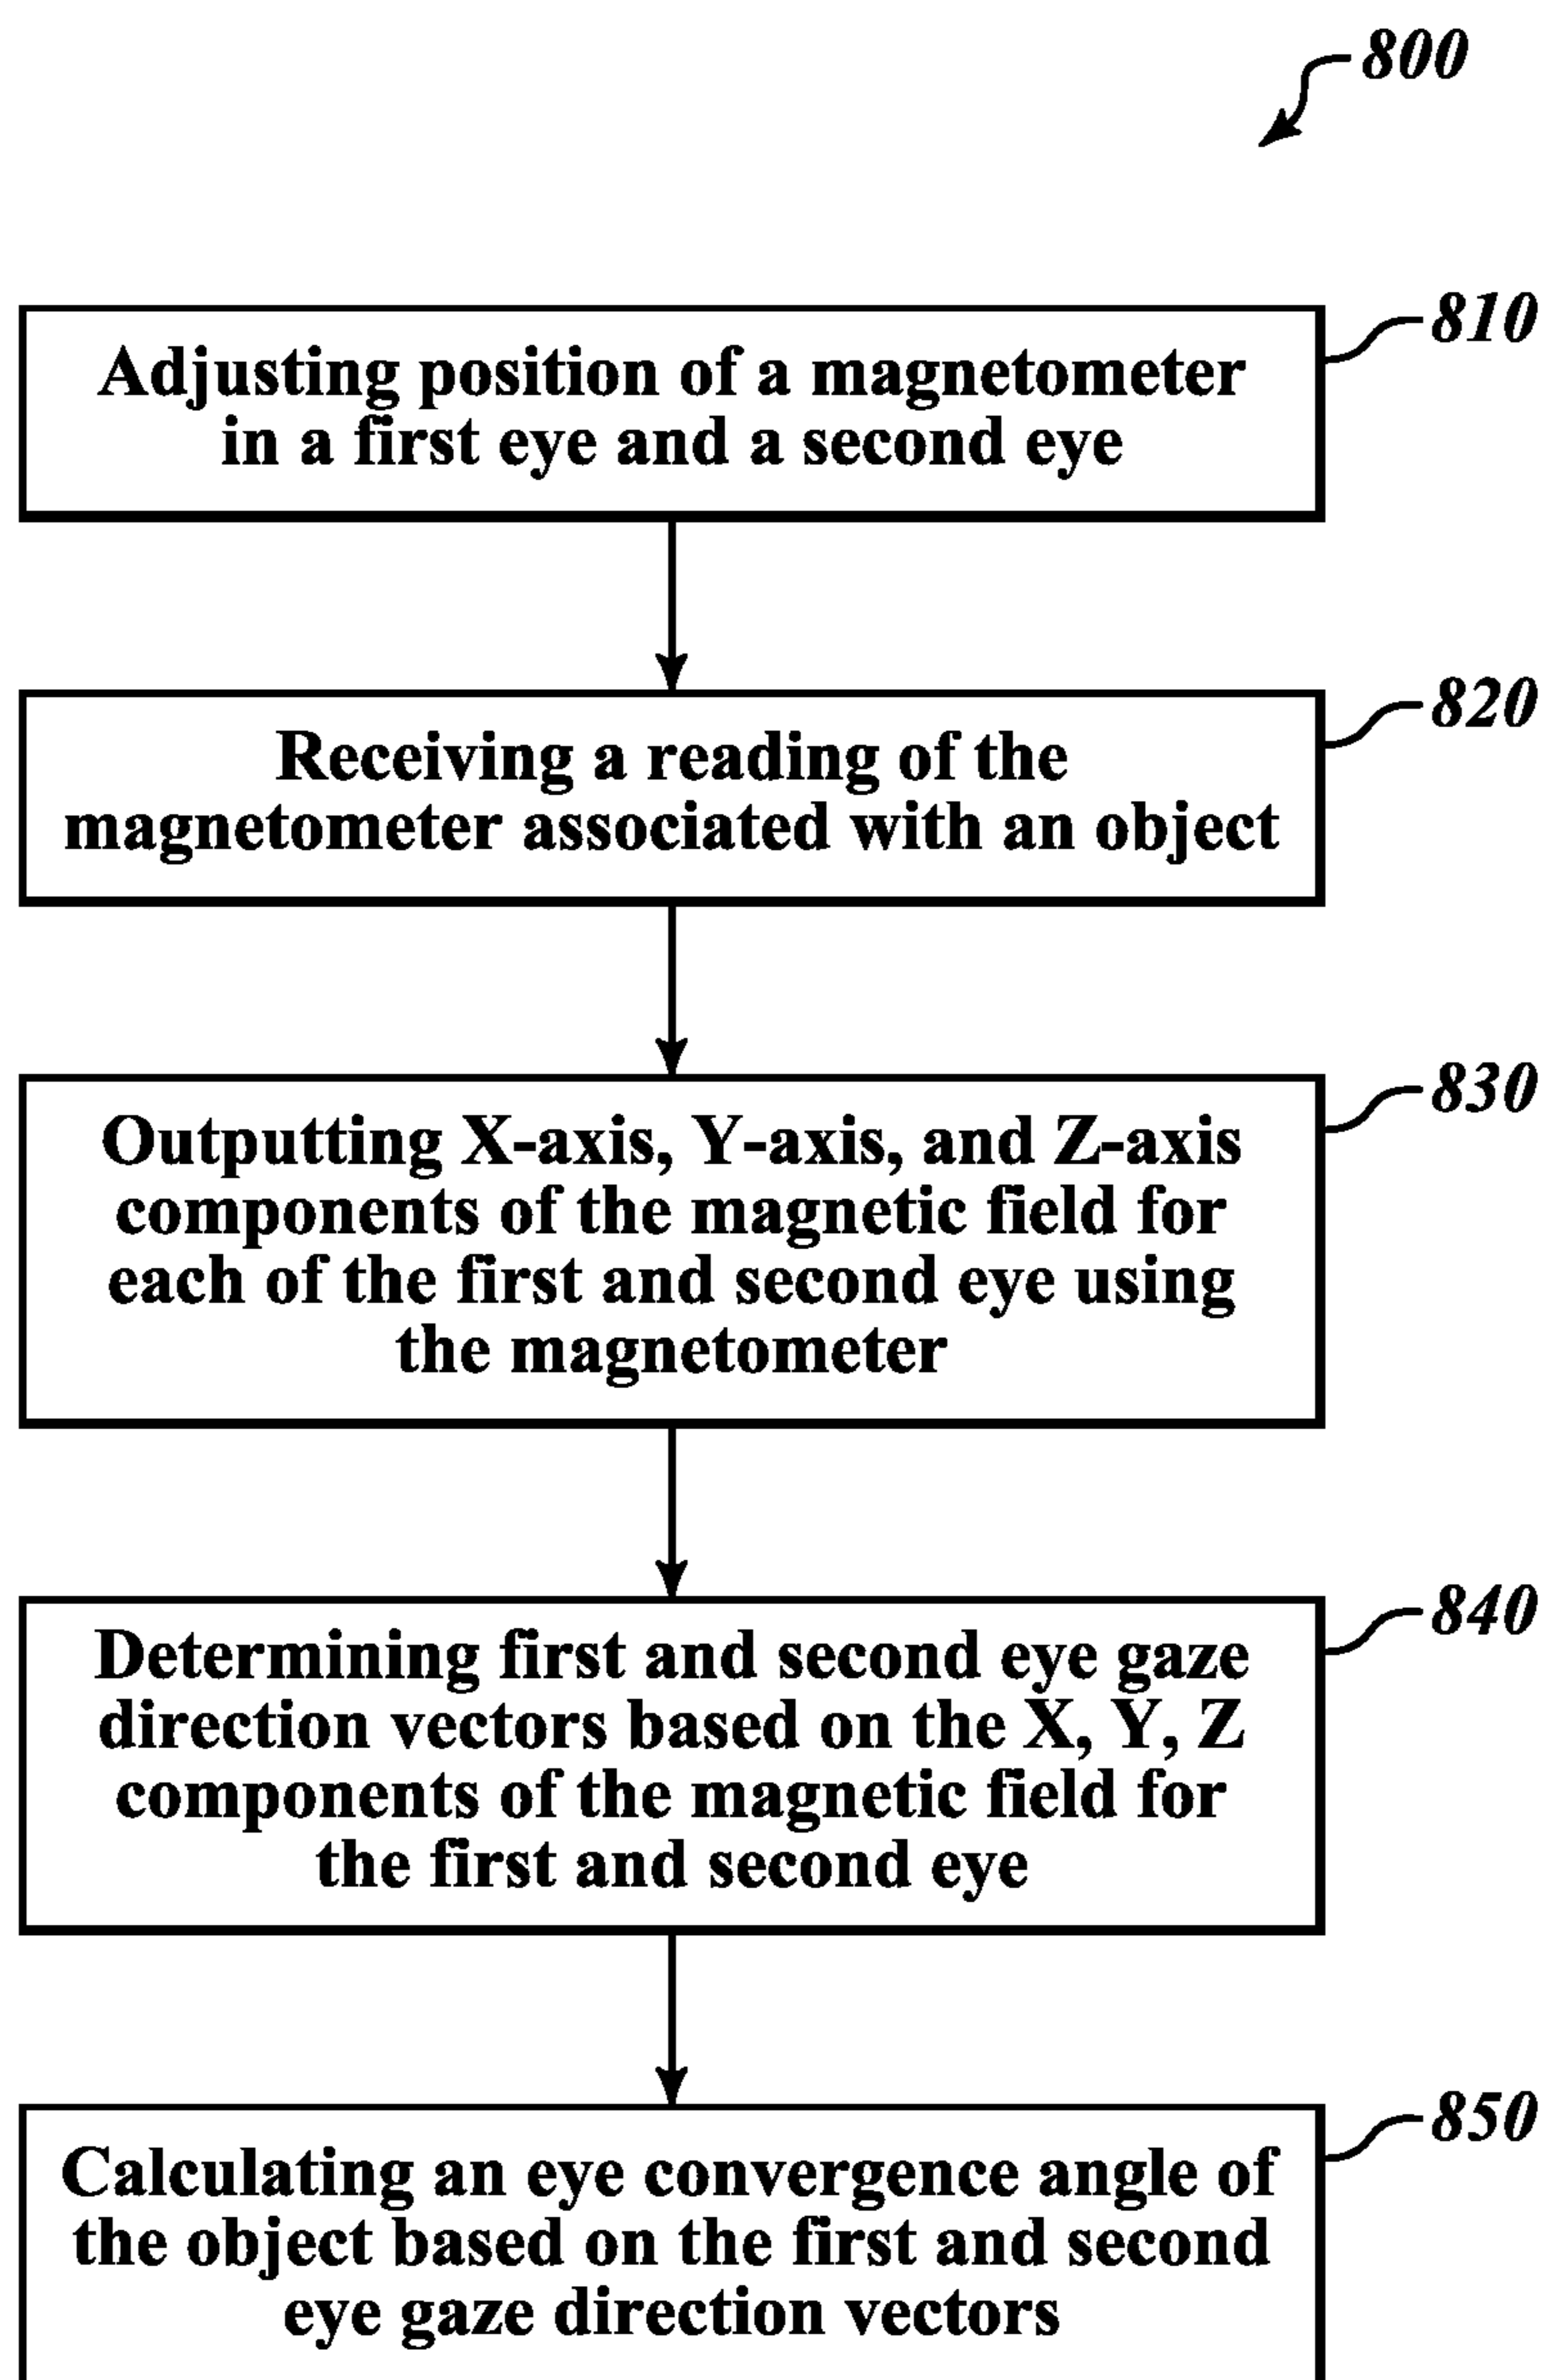 800
810
Adjusting position of a magnetometer
in a first eye and a second eye
820
Receiving a reading of the
magnetometer associated with an object
830
Outputting X-axis, Y-axis, and Z-axis
components of the magnetic field for
each of the first and second eye using
the magnetometer
840
Determining first and second eye gaze
direction vectors based on the X, Y, Z
components of the magnetic field for
the first and second eye
850
Calculating an eye convergence angle of
the object based on the first and second
eye gaze direction vectors